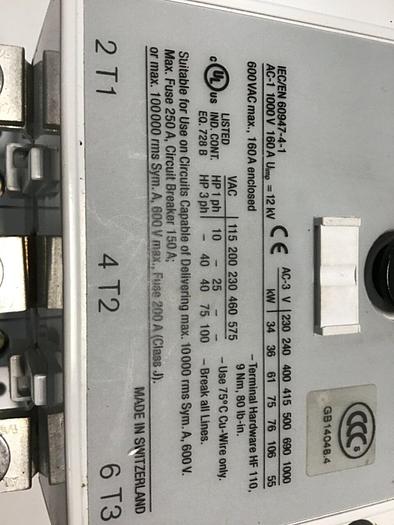 IEC/EN 60947-4-1
AC-1 1000 V 160 A Uimp = 12 kV
CE
600 VAC max., 160A enclosed
AC-3 V 230 240 400 415 500 690 1000
kW 34 36 61 75 76 106 55
c UL us
LISTED
IND. CONT.
EQ. 728 B
VAC 115 200 230 460 575
HP 1 ph 10 – 25 – –
HP 3 ph – 40 40 75 100
– Terminal Hardware HF 110,
9 Nm, 80 lb-in.
– Use 75°C Cu-Wire only.
– Break all Lines.
Suitable for Use on Circuits Capable of Delivering max. 10 000 rms Sym. A, 600 V.
Max. Fuse 250 A, Circuit Breaker 150 A;
or max. 100 000 rms Sym. A, 600 V max., Fuse 200 A (Class J).
MADE IN SWITZERLAND
CCC S
GB14048.4
2 T1
4 T2
6 T3